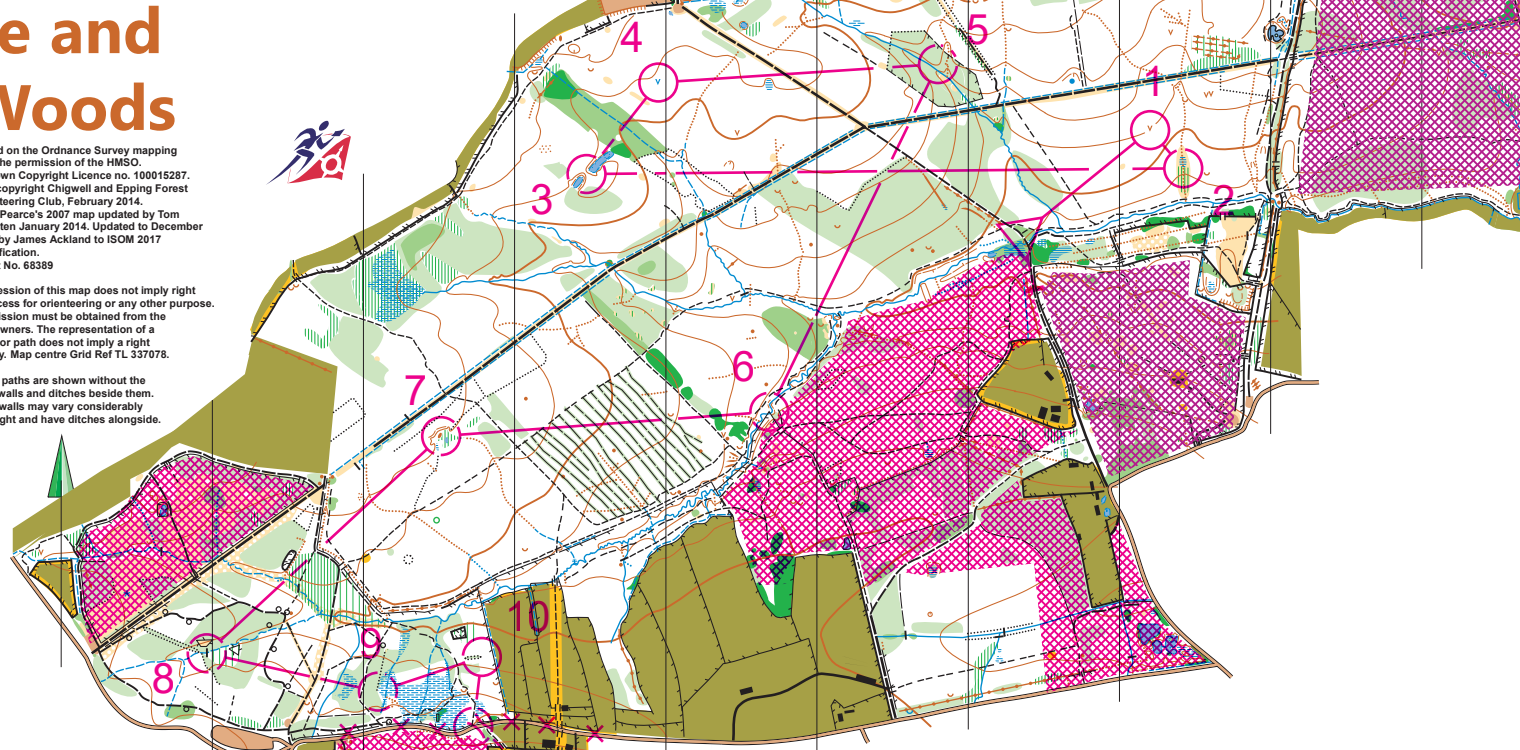 e and
Woods
d on the Ordnance Survey mapping
he permission of the HMSO.
wn Copyright Licence no. 100015287.
copyright Chigwell and Epping Forest
teering Club, February 2014.
Pearce's 2007 map updated by Tom
ten January 2014. Updated to December
by James Ackland to ISOM 2017
ification.
No. 68389
ession of this map does not imply right
cess for orienteering or any other purpose.
ission must be obtained from the
wners. The representation of a
or path does not imply a right
y. Map centre Grid Ref TL 337078.
paths are shown without the
walls and ditches beside them.
walls may vary considerably
ght and have ditches alongside.
4
5
1
3
2
6
7
10
9
8